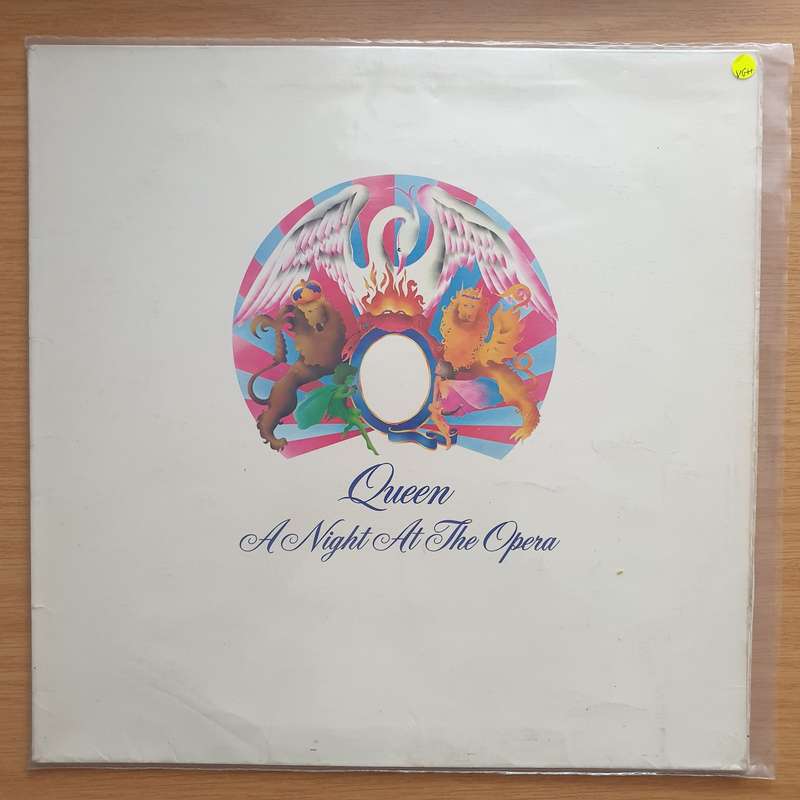 VG++
Queen
A Night At The Opera